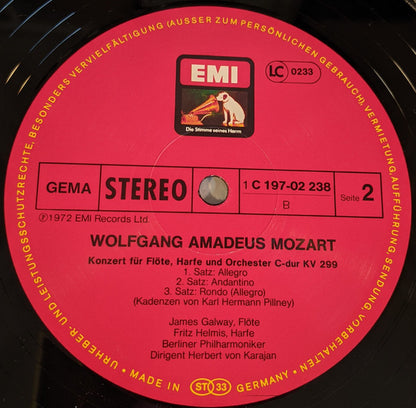 URHEBER- UND LEISTUNGSSCHUTZRECHTE, BESONDERS VERVIELFÄLTIGUNG (AUSSER ZUM PERSÖNLICHEN GEBRAUCH), VERMIETUNG, AUFFÜHRUNG, SENDUNG, VORBEHALTEN
EMI
LC 0233
Die Stimme seines Herrn
GEMA
STEREO
1 C 197-02 238
B
Seite 2
Ⓟ1972 EMI Records Ltd.
WOLFGANG AMADEUS MOZART
Konzert für Flöte, Harfe und Orchester C-dur KV 299
1. Satz: Allegro
2. Satz: Andantino
3. Satz: Rondo (Allegro)
(Kadenzen von Karl Hermann Pillney)
James Galway, Flöte
Fritz Helmis, Harfe
Berliner Philharmoniker
Dirigent Herbert von Karajan
• MADE IN ST 33 GERMANY •